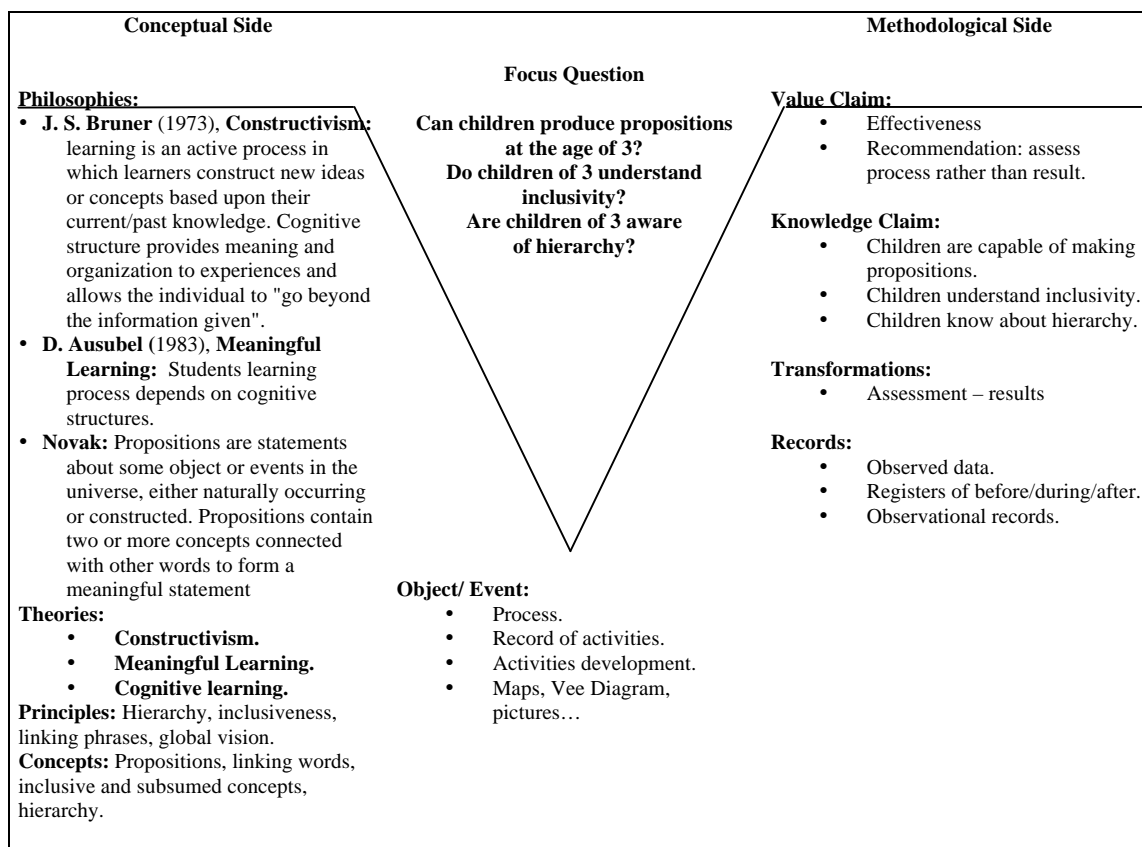 Conceptual Side
Methodological Side
Focus Question
Philosophies:
• J. S. Bruner (1973), Constructivism:
learning is an active process in
which learners construct new ideas
or concepts based upon their
current/past knowledge. Cognitive
structure provides meaning and
organization to experiences and
allows the individual to "go beyond
the information given".
• D. Ausubel (1983), Meaningful
Learning: Students learning
process depends on cognitive
structures.
• Novak: Propositions are statements
about some object or events in the
universe, either naturally occurring
or constructed. Propositions contain
two or more concepts connected
with other words to form a
meaningful statement
Theories:
• Constructivism.
• Meaningful Learning.
• Cognitive learning.
Principles: Hierarchy, inclusiveness,
linking phrases, global vision.
Concepts: Propositions, linking words,
inclusive and subsumed concepts,
hierarchy.
Can children produce propositions
at the age of 3?
Do children of 3 understand
inclusivity?
Are children of 3 aware
of hierarchy?
Object/ Event:
• Process.
• Record of activities.
• Activities development.
• Maps, Vee Diagram,
pictures…
Value Claim:
• Effectiveness
• Recommendation: assess
process rather than result.
Knowledge Claim:
• Children are capable of making
propositions.
• Children understand inclusivity.
• Children know about hierarchy.
Transformations:
• Assessment – results
Records:
• Observed data.
• Registers of before/during/after.
• Observational records.